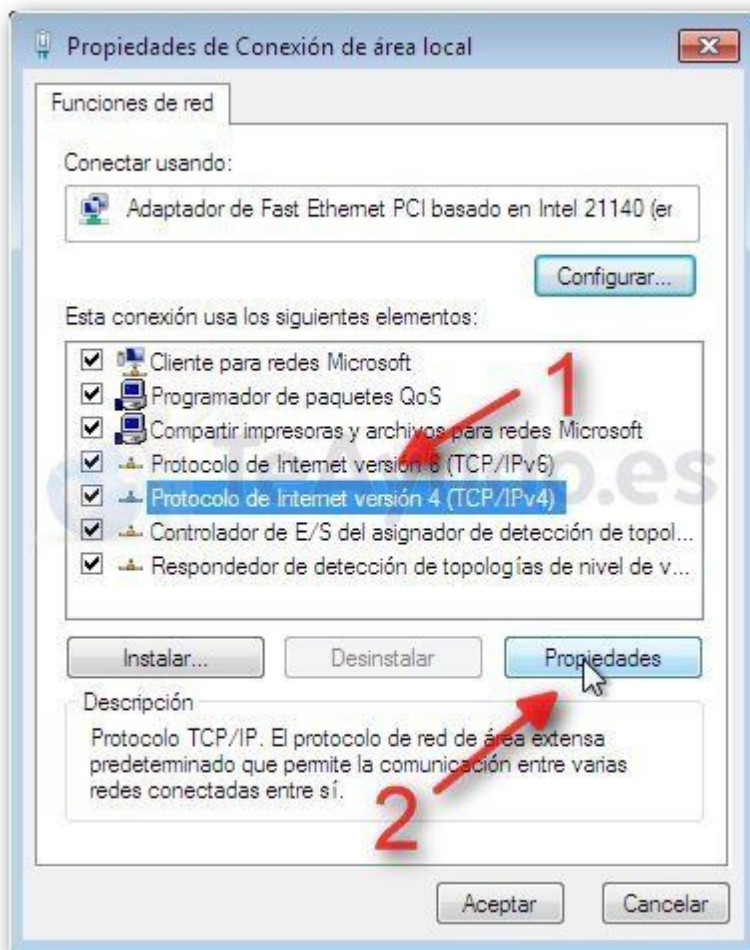 Propiedades de Conexión de área local
Funciones de red
Conectar usando:
Adaptador de Fast Ethernet PCI basado en Intel 21140 (er
Configurar...
Esta conexión usa los siguientes elementos:
Cliente para redes Microsoft
Programador de paquetes QoS
1
Compartir impresoras y archivos para redes Microsoft
Protocolo de Internet versión 6 (TCP/IPv6)
TeAyudo.es
Protocolo de Internet versión 4 (TCP/IPv4)
Controlador de E/S del asignador de detección de topol...
Respondedor de detección de topologías de nivel de v...
Instalar...
Desinstalar
Propiedades
Descripción
Protocolo TCP/IP. El protocolo de red de área extensa
predeterminado que permite la comunicación entre varias
redes conectadas entre sí.
2
Aceptar
Cancelar